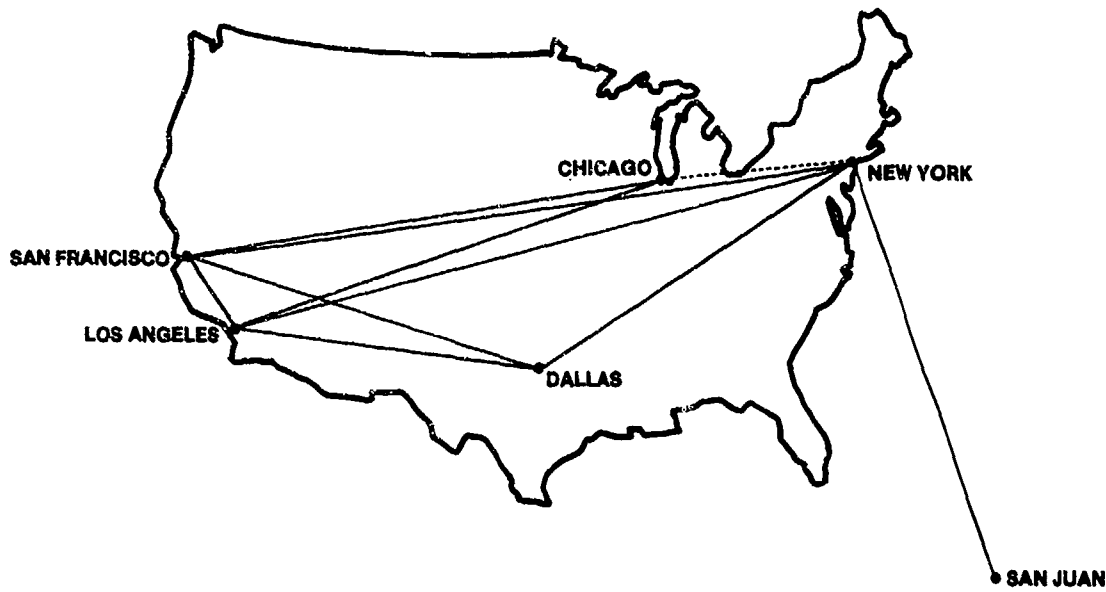 CHICAGO
NEW YORK
SAN FRANCISCO
LOS ANGELES
DALLAS
SAN JUAN